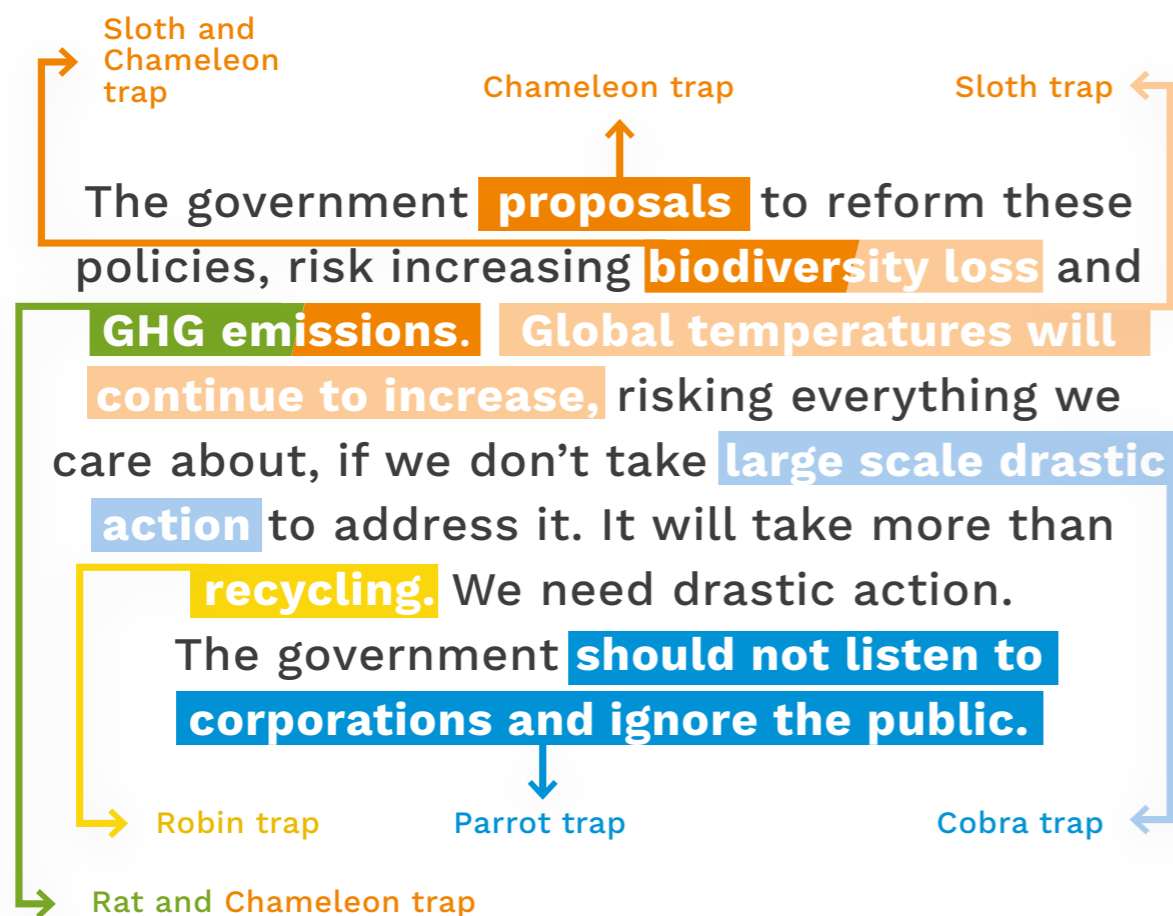 Sloth and
Chameleon
trap
Chameleon trap
Sloth trap
The government proposals to reform these
policies, risk increasing biodiversity loss and
GHG emissions. Global temperatures will
continue to increase, risking everything we
care about, if we don’t take large scale drastic
action to address it. It will take more than
recycling. We need drastic action.
The government should not listen to
corporations and ignore the public.
Robin trap
Parrot trap
Cobra trap
Rat and Chameleon trap